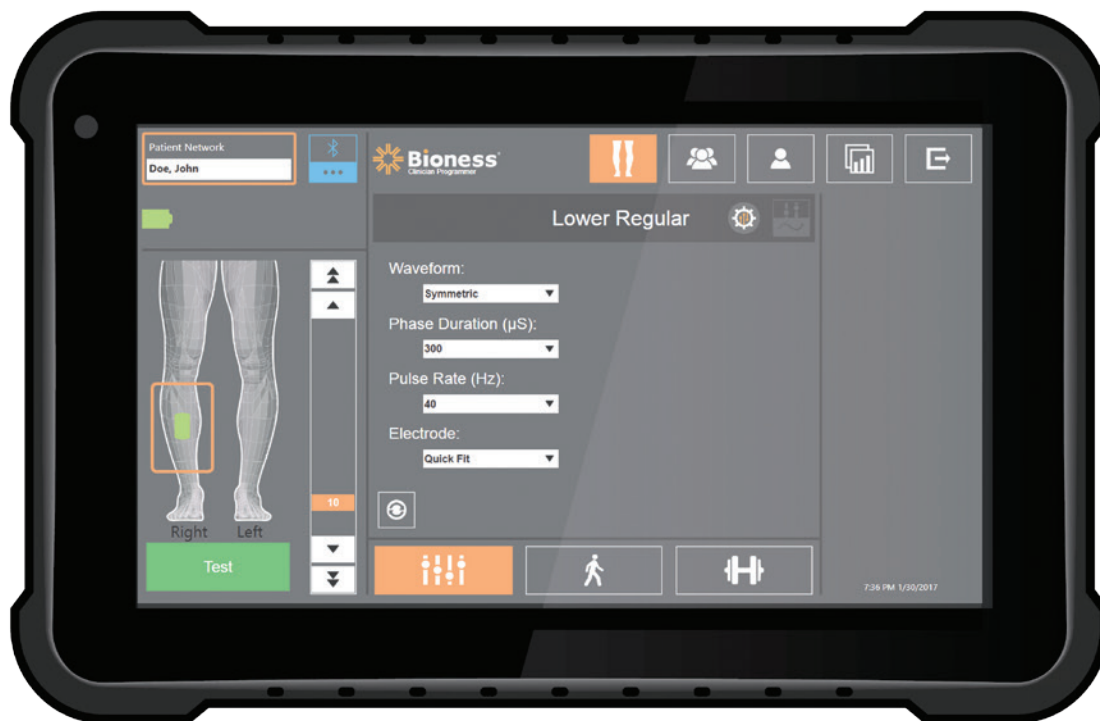 Patient Network
Doe, John
Bioness
Clinician Programmer
Lower Regular
Waveform:
Symmetric
Phase Duration (µS):
300
Pulse Rate (Hz):
40
Electrode:
Quick Fit
10
Right Left
Test
7:36 PM 1/30/2017